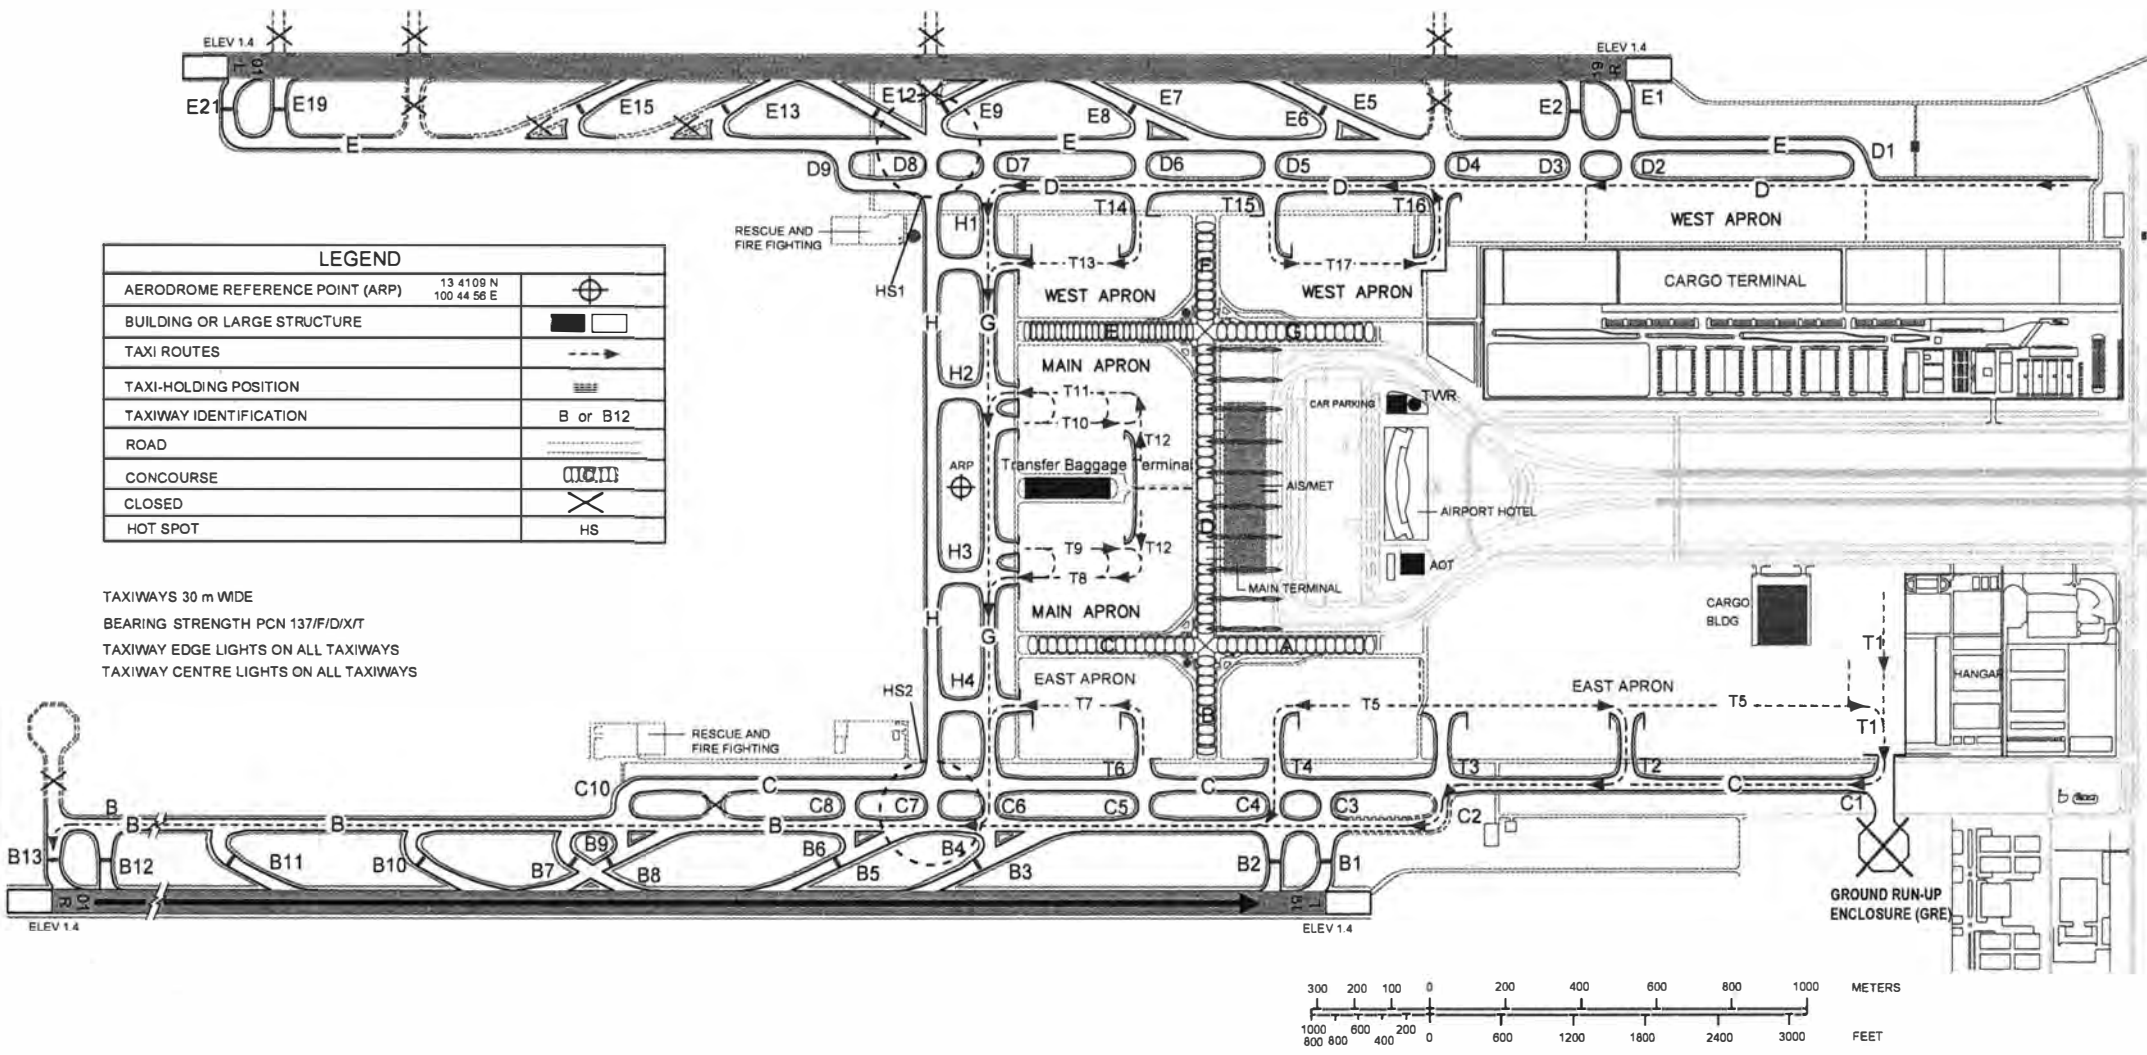 ELEV 1.4
ELEV 1.4
01
L
19
R
E21
E19
E15
E13
E12
E9
E8
E7
E6
E5
E2
E1
E
E
E
D9
D8
D7
D6
D5
D4
D3
D2
D1
D
D
D
H1
T14
T15
T16
WEST APRON
RESCUE AND
FIRE FIGHTING
HS1
T13
F
T17
WEST APRON
WEST APRON
CARGO TERMINAL
LEGEND
AERODROME REFERENCE POINT (ARP)
13 4109 N
100 44 56 E
BUILDING OR LARGE STRUCTURE
TAXI ROUTES
TAXI-HOLDING POSITION
TAXIWAY IDENTIFICATION
B or B12
ROAD
CONCOURSE
C
CLOSED
HOT SPOT
HS
H
G
E
G
MAIN APRON
H2
T11
T10
T12
CAR PARKING
TWR
ARP
Transfer Baggage Terminal
AIS/MET
AIRPORT HOTEL
D
H3
T9
T12
T8
AOT
MAIN TERMINAL
MAIN APRON
H
G
C
A
CARGO
BLDG
T1
HANGAR
TAXIWAYS 30 m WIDE
BEARING STRENGTH PCN 137/F/D/X/T
TAXIWAY EDGE LIGHTS ON ALL TAXIWAYS
TAXIWAY CENTRE LIGHTS ON ALL TAXIWAYS
HS2
H4
EAST APRON
EAST APRON
T7
B
T5
T5
T1
RESCUE AND
FIRE FIGHTING
T6
T4
T3
T2
C10
C
C
C
C8
C7
C6
C5
C4
C3
C2
C1
B
B
B
B
B13
B12
B11
B10
B9
B7
B8
B6
B5
B4
B3
B2
B1
R
01
19
L
ELEV 1.4
ELEV 1.4
GROUND RUN-UP
ENCLOSURE (GRE)
300 200 100 0 200 400 600 800 1000 METERS
1000 600 200
800 800 400 0 600 1200 1800 2400 3000 FEET